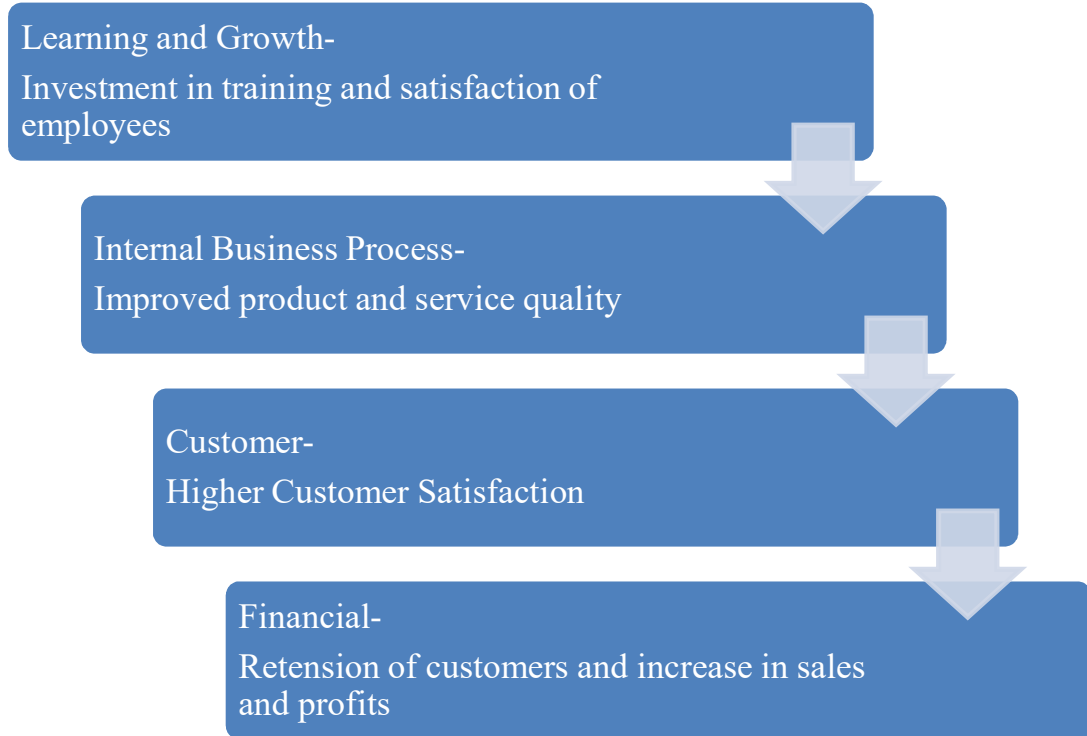 Learning and Growth-
Investment in training and satisfaction of
employees
Internal Business Process-
Improved product and service quality
Customer-
Higher Customer Satisfaction
Financial-
Retension of customers and increase in sales
and profits